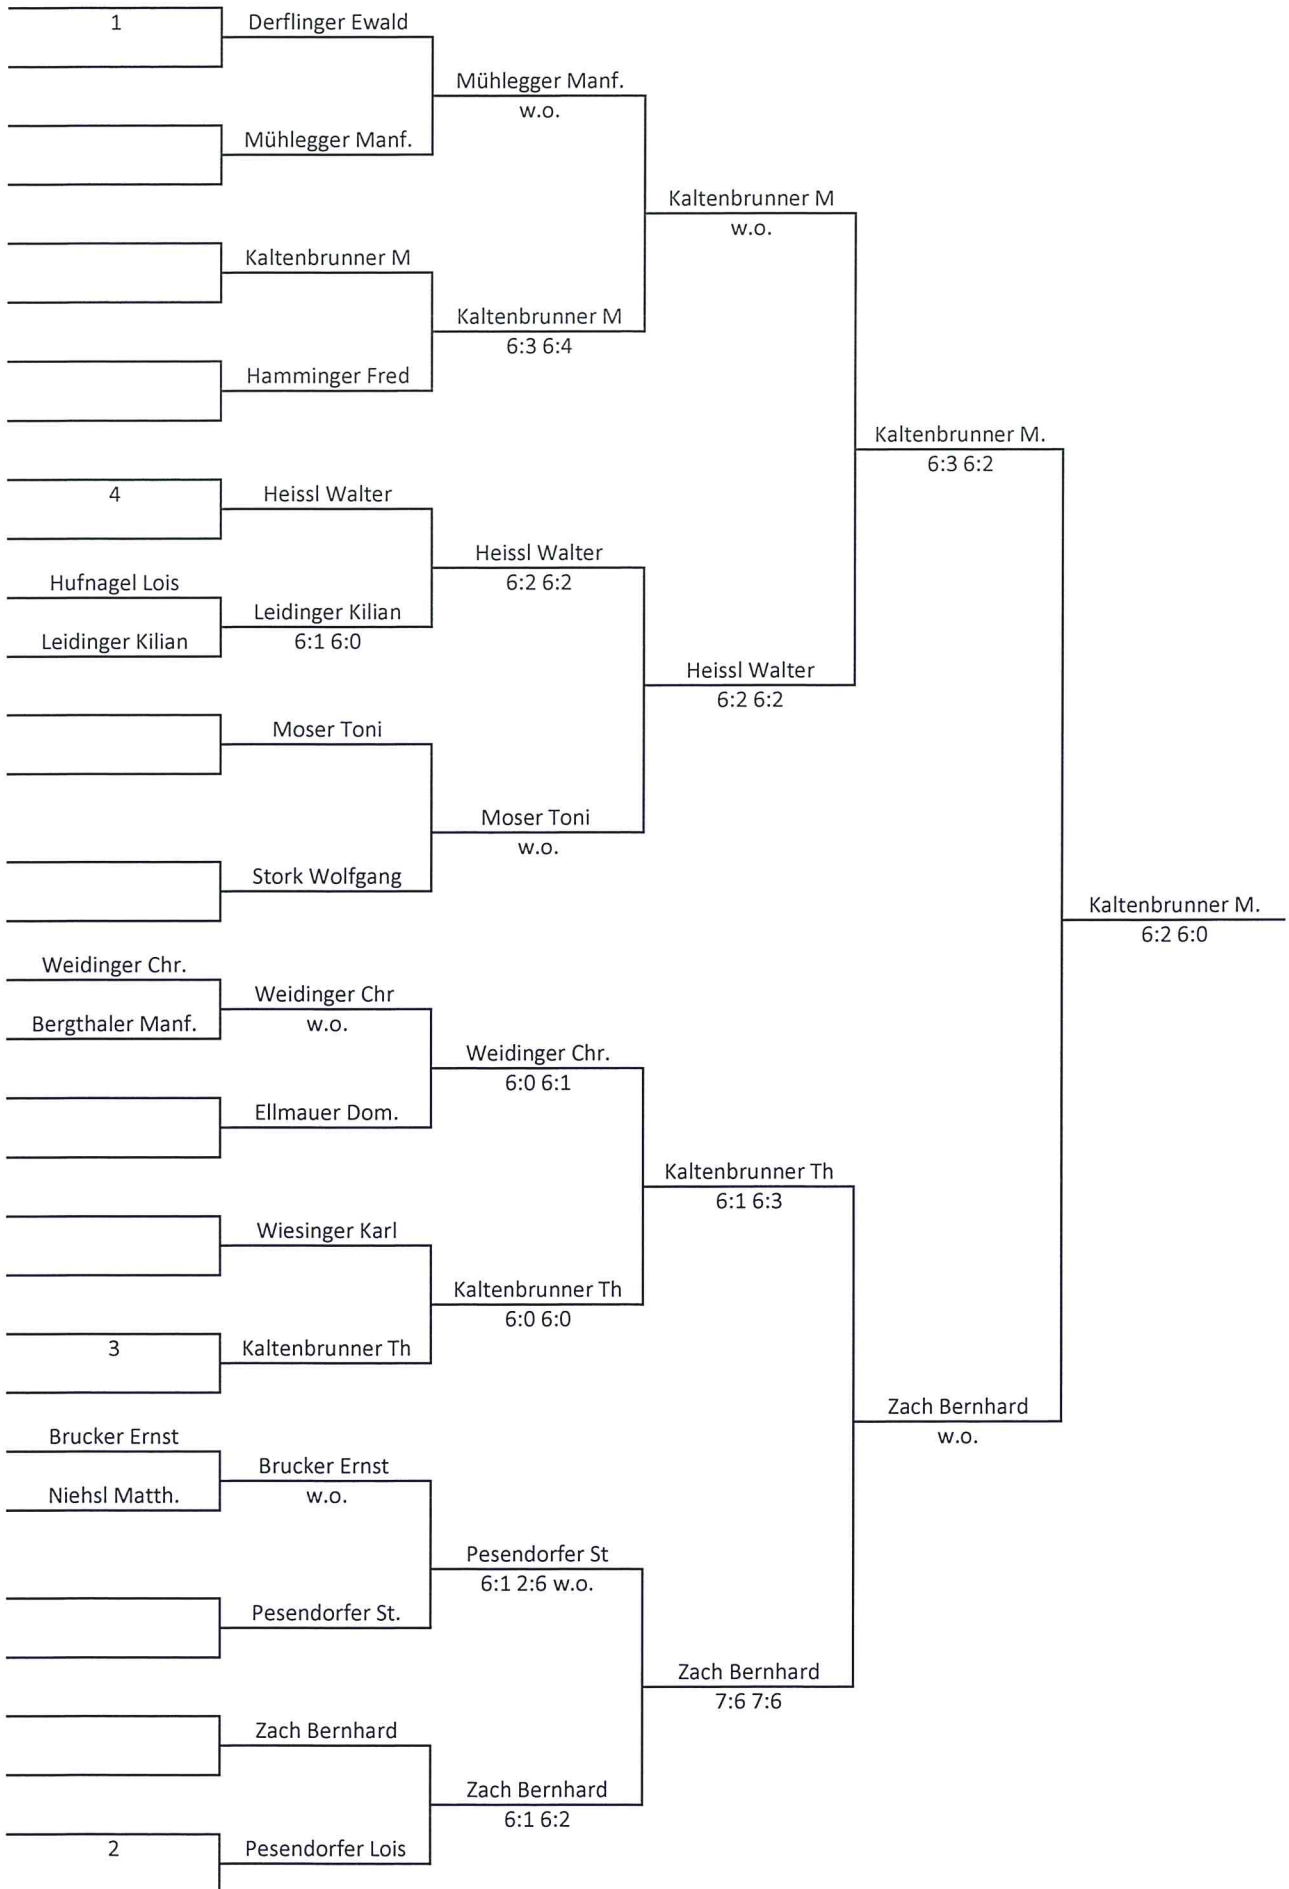 1
Derflinger Ewald
Mühlegger Manf.
w.o.
Mühlegger Manf.
Kaltenbrunner M
w.o.
Kaltenbrunner M
Kaltenbrunner M
6:3 6:4
Hamminger Fred
Kaltenbrunner M.
6:3 6:2
4
Heissl Walter
Heissl Walter
6:2 6:2
Hufnagel Lois
Leidinger Kilian
6:1 6:0
Leidinger Kilian
Heissl Walter
6:2 6:2
Moser Toni
Moser Toni
w.o.
Stork Wolfgang
Kaltenbrunner M.
6:2 6:0
Weidinger Chr.
Weidinger Chr
w.o.
Bergthaler Manf.
Weidinger Chr.
6:0 6:1
Ellmauer Dom.
Kaltenbrunner Th
6:1 6:3
Wiesinger Karl
Kaltenbrunner Th
6:0 6:0
3
Kaltenbrunner Th
Zach Bernhard
w.o.
Brucker Ernst
Brucker Ernst
w.o.
Niehsl Matth.
Pesendorfer St
6:1 2:6 w.o.
Pesendorfer St.
Zach Bernhard
7:6 7:6
Zach Bernhard
Zach Bernhard
6:1 6:2
2
Pesendorfer Lois